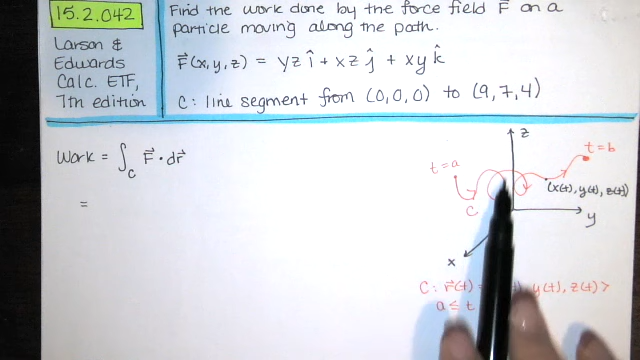 15.2.042
Larson &
Edwards
Calc. ETF,
7th edition
Find the work done by the force field F⃗ on a
particle moving along the path.
F⃗(x,y,z) = yz î + xz ĵ + xy k̂
C: line segment from (0,0,0) to (9,7,4)
Work = ∫_C F⃗ • dr⃗
=
z
t=b
t=a
C
(x(t), y(t), z(t))
y
x
C: r⃗(t) = y(t), z(t)>
a ≤ t